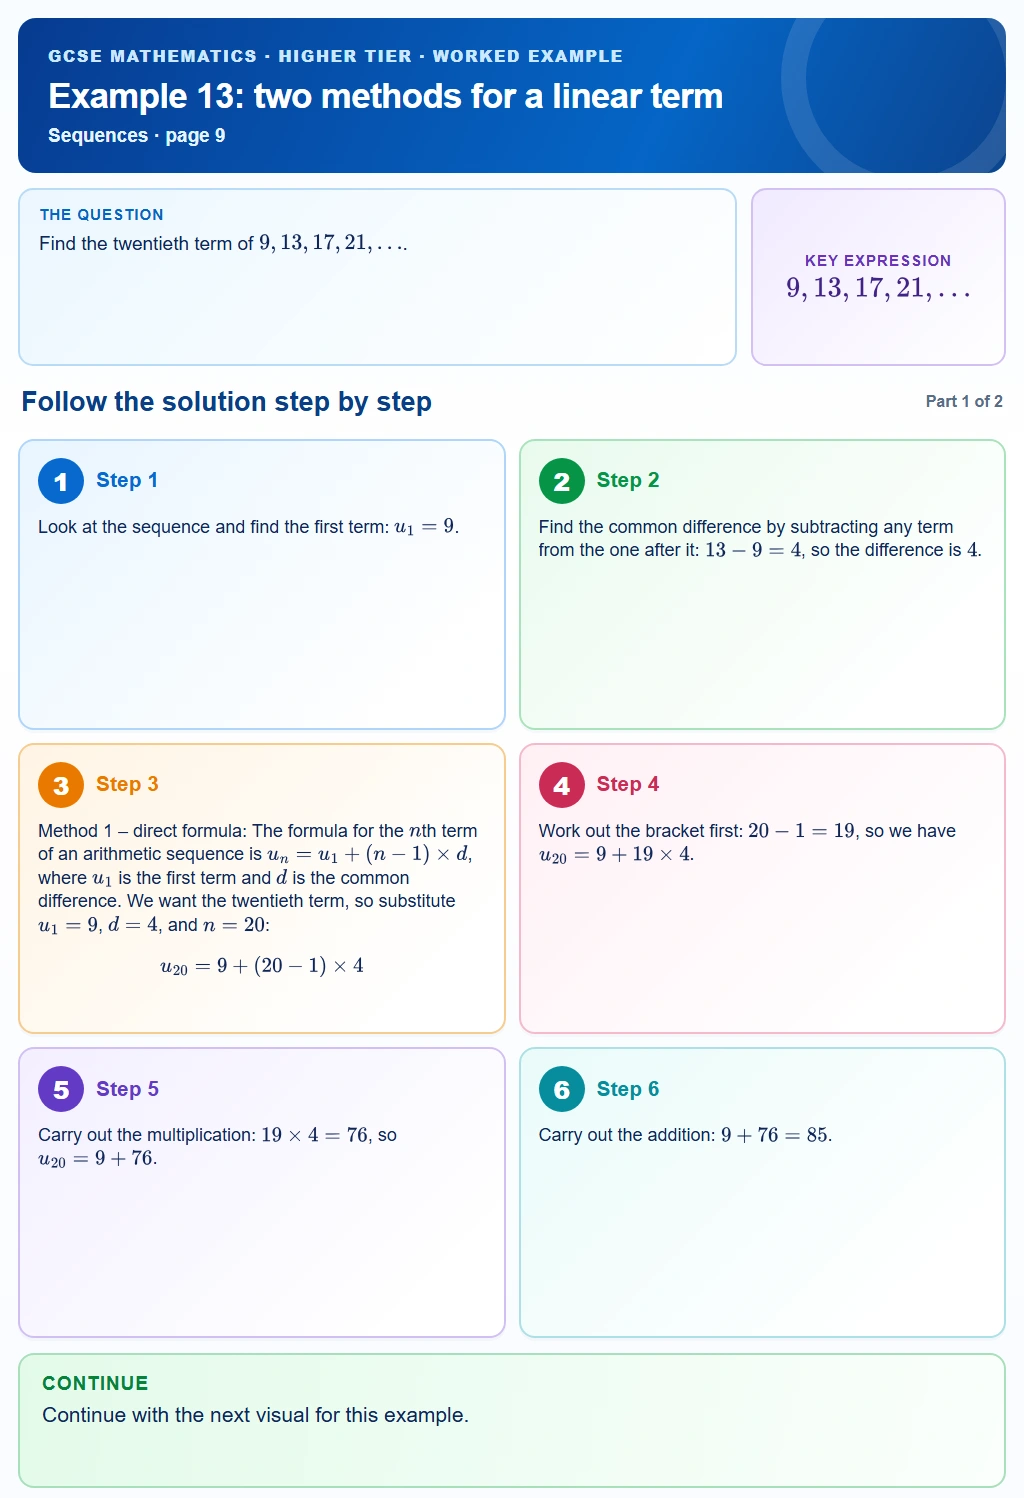 GCSE MATHEMATICS · HIGHER TIER · WORKED EXAMPLE
Example 13: two methods for a linear term
Sequences · page 9
THE QUESTION
Find the twentieth term of 9, 13, 17, 21, . . ..
KEY EXPRESSION
9, 13, 17, 21, . . .
Follow the solution step by step
Part 1 of 2
1 Step 1
Look at the sequence and find the first term: u₁ = 9.
2 Step 2
Find the common difference by subtracting any term
from the one after it: 13 − 9 = 4, so the difference is 4.
3 Step 3
Method 1 – direct formula: The formula for the nth term
of an arithmetic sequence is uₙ = u₁ + (n − 1) × d,
where u₁ is the first term and d is the common
difference. We want the twentieth term, so substitute
u₁ = 9, d = 4, and n = 20:
u₂₀ = 9 + (20 − 1) × 4
4 Step 4
Work out the bracket first: 20 − 1 = 19, so we have
u₂₀ = 9 + 19 × 4.
5 Step 5
Carry out the multiplication: 19 × 4 = 76, so
u₂₀ = 9 + 76.
6 Step 6
Carry out the addition: 9 + 76 = 85.
CONTINUE
Continue with the next visual for this example.